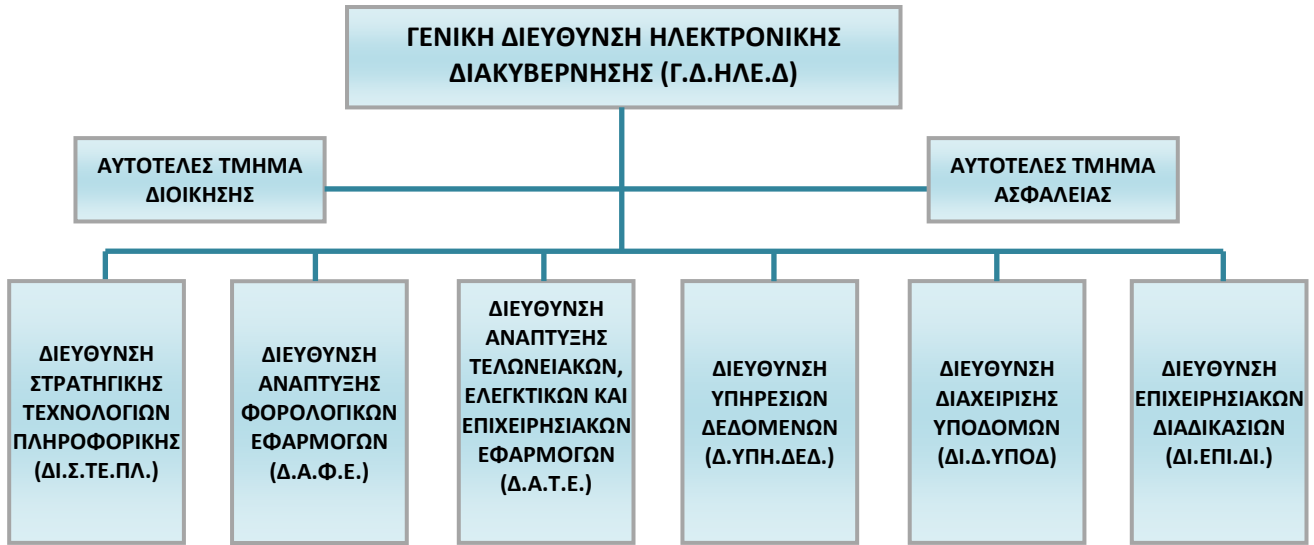 ΓΕΝΙΚΗ ΔΙΕΥΘΥΝΣΗ ΗΛΕΚΤΡΟΝΙΚΗΣ
ΔΙΑΚΥΒΕΡΝΗΣΗΣ (Γ.Δ.ΗΛΕ.Δ)
ΑΥΤΟΤΕΛΕΣ ΤΜΗΜΑ
ΔΙΟΙΚΗΣΗΣ
ΑΥΤΟΤΕΛΕΣ ΤΜΗΜΑ
ΑΣΦΑΛΕΙΑΣ
ΔΙΕΥΘΥΝΣΗ
ΣΤΡΑΤΗΓΙΚΗΣ
ΤΕΧΝΟΛΟΓΙΩΝ
ΠΛΗΡΟΦΟΡΙΚΗΣ
(ΔΙ.Σ.ΤΕ.ΠΛ.)
ΔΙΕΥΘΥΝΣΗ
ΑΝΑΠΤΥΞΗΣ
ΦΟΡΟΛΟΓΙΚΩΝ
ΕΦΑΡΜΟΓΩΝ
(Δ.Α.Φ.Ε.)
ΔΙΕΥΘΥΝΣΗ
ΑΝΑΠΤΥΞΗΣ
ΤΕΛΩΝΕΙΑΚΩΝ,
ΕΛΕΓΚΤΙΚΩΝ ΚΑΙ
ΕΠΙΧΕΙΡΗΣΙΑΚΩΝ
ΕΦΑΡΜΟΓΩΝ
(Δ.Α.Τ.Ε.)
ΔΙΕΥΘΥΝΣΗ
ΥΠΗΡΕΣΙΩΝ
ΔΕΔΟΜΕΝΩΝ
(Δ.ΥΠΗ.ΔΕΔ.)
ΔΙΕΥΘΥΝΣΗ
ΔΙΑΧΕΙΡΙΣΗΣ
ΥΠΟΔΟΜΩΝ
(ΔΙ.Δ.ΥΠΟΔ)
ΔΙΕΥΘΥΝΣΗ
ΕΠΙΧΕΙΡΗΣΙΑΚΩΝ
ΔΙΑΔΙΚΑΣΙΩΝ
(ΔΙ.ΕΠΙ.ΔΙ.)